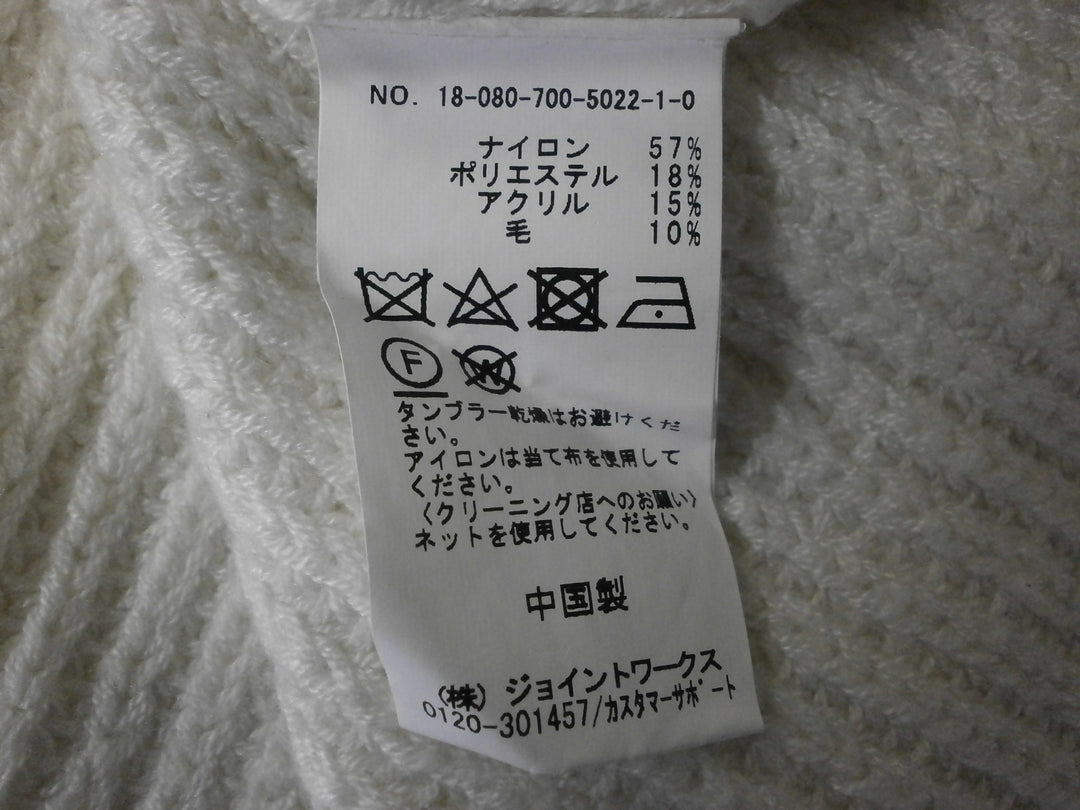 NO. 18-080-700-5022-1-0
ナイロン 57%
ポリエステル 18%
アクリル 15%
毛 10%
F
W
タンブラー乾燥はお避けくだ
さい。
アイロンは当て布を使用して
ください。
〈クリーニング店へのお願い〉
ネットを使用してください。
中国製
(株) ジョイントワークス
0120-301457/カスタマーサポート